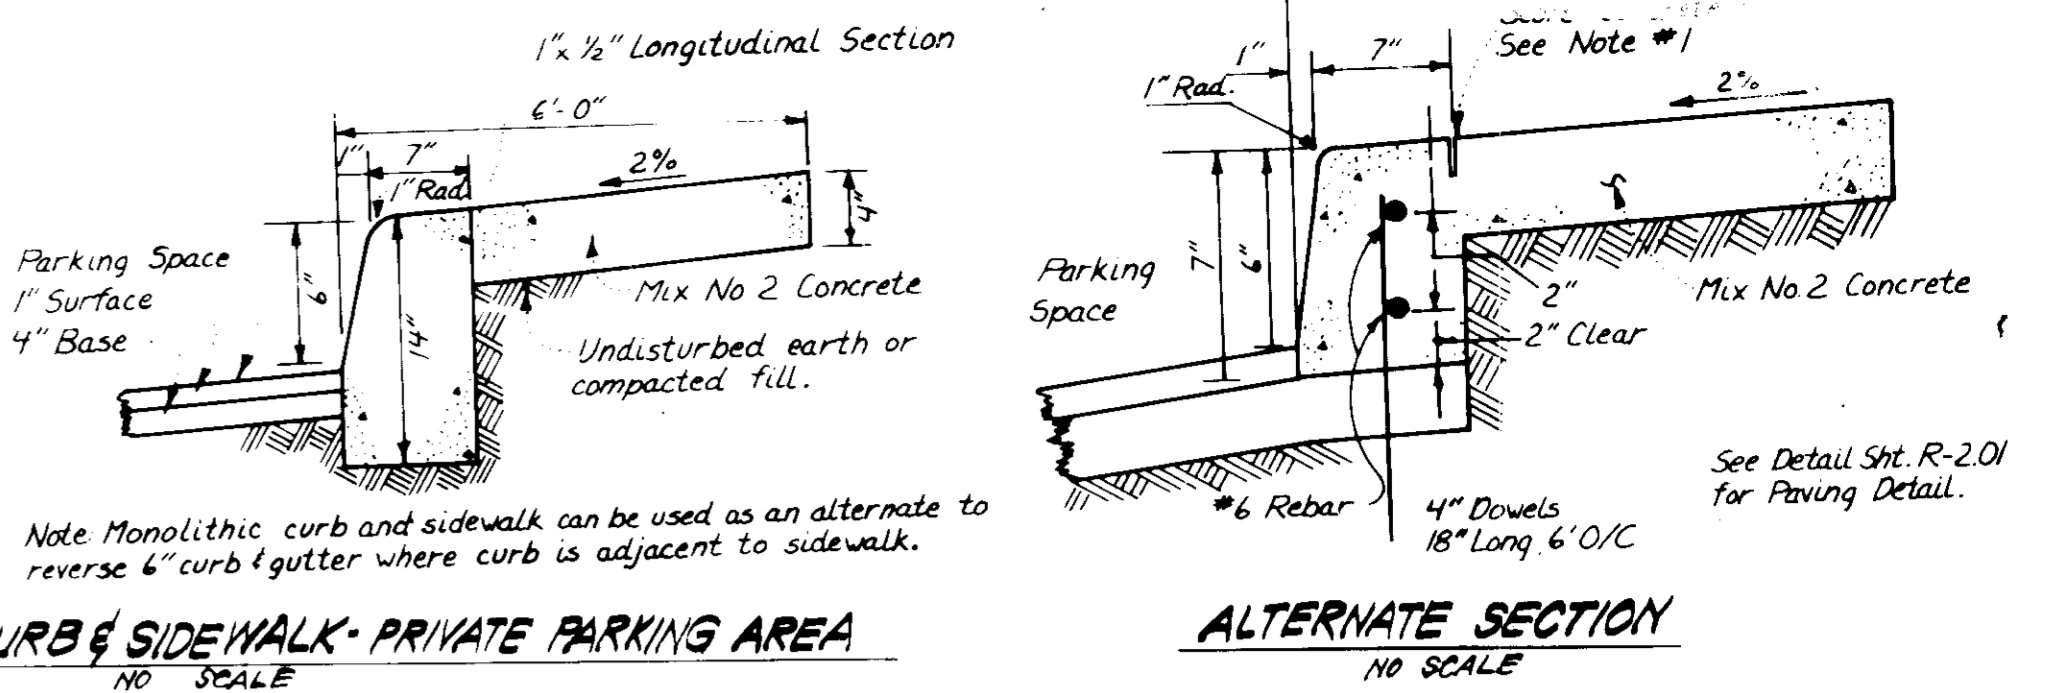 1" x 1/2" Longitudinal Section
6'-0"
1"
7"
2%
1" Rad.
4"
6"
14"
Parking Space
1" Surface
4" Base
Mix No 2 Concrete
Undisturbed earth or
compacted fill.
Note: Monolithic curb and sidewalk can be used as an alternate to
reverse 6" curb & gutter where curb is adjacent to sidewalk.
URB & SIDEWALK - PRIVATE PARKING AREA
NO SCALE
See Note #1
1"
7"
1" Rad.
2%
7"
6"
Parking
Space
2"
2" Clear
Mix No. 2 Concrete
#6 Rebar
4" Dowels
18" Long, 6' O/C
See Detail Sht. R-2.01
for Paving Detail.
ALTERNATE SECTION
NO SCALE